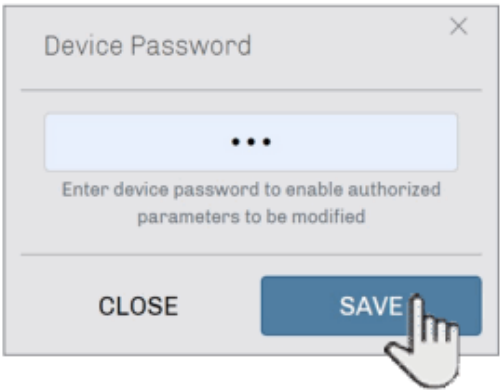 Device Password
•••
Enter device password to enable authorized
parameters to be modified
CLOSE
SAVE